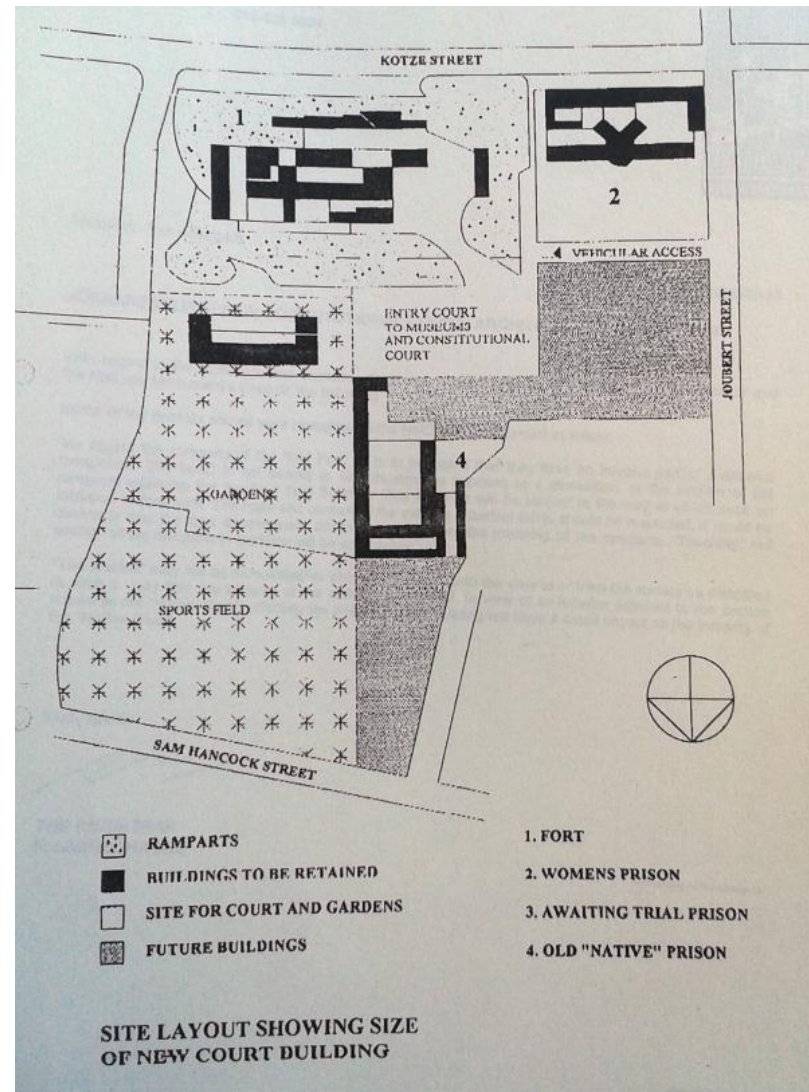 KOTZE STREET
1
2
VEHICULAR ACCESS
ENTRY COURT
TO MUSEUMS
AND CONSTITUTIONAL
COURT
JOUBERT STREET
4
GARDENS
SPORTS FIELD
SAM HANCOCK STREET
RAMPARTS
BUILDINGS TO BE RETAINED
SITE FOR COURT AND GARDENS
FUTURE BUILDINGS
1. FORT
2. WOMENS PRISON
3. AWAITING TRIAL PRISON
4. OLD "NATIVE" PRISON
SITE LAYOUT SHOWING SIZE
OF NEW COURT BUILDING